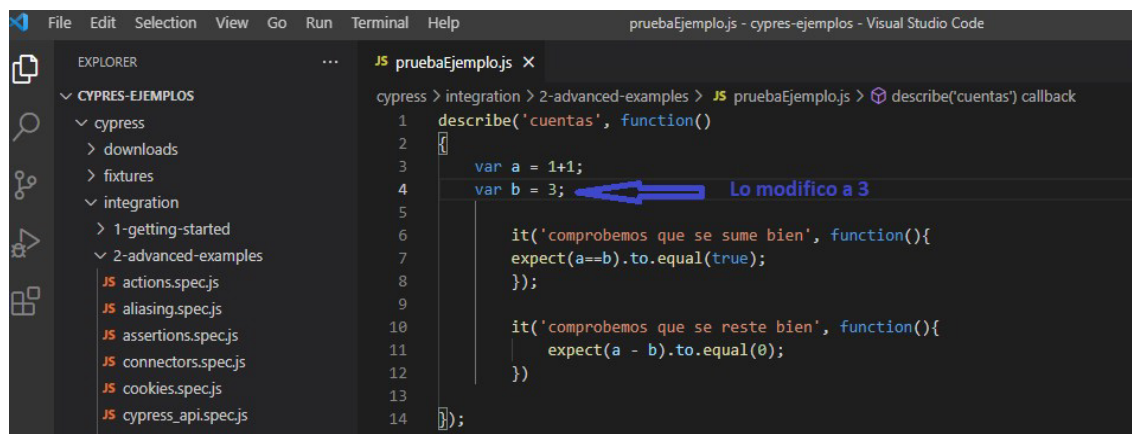 File Edit Selection View Go Run Terminal Help pruebaEjemplo.js - cypres-ejemplos - Visual Studio Code
EXPLORER ...
CYPRES-EJEMPLOS
cypress
downloads
fixtures
integration
1-getting-started
2-advanced-examples
JS actions.spec.js
JS aliasing.spec.js
JS assertions.spec.js
JS connectors.spec.js
JS cookies.spec.js
JS cypress_api.spec.js
JS pruebaEjemplo.js ×
cypress > integration > 2-advanced-examples > JS pruebaEjemplo.js > describe('cuentas') callback
1 describe('cuentas', function()
2 {
3 var a = 1+1;
4 var b = 3; Lo modifico a 3
5
6 it('comprobemos que se sume bien', function(){
7 expect(a==b).to.equal(true);
8 });
9
10 it('comprobemos que se reste bien', function(){
11 expect(a - b).to.equal(0);
12 })
13
14 });